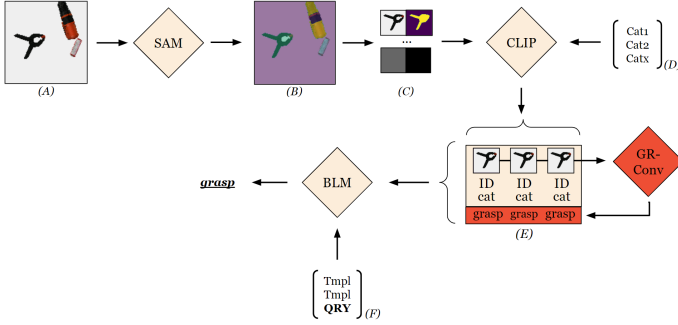 SAM
CLIP
Cat1
Cat2
Catx
(A)
(B)
...
(C)
(D)
GR-
Conv
grasp
BLM
ID ID ID
cat cat cat
grasp grasp grasp
(E)
Tmpl
Tmpl
QRY
(F)